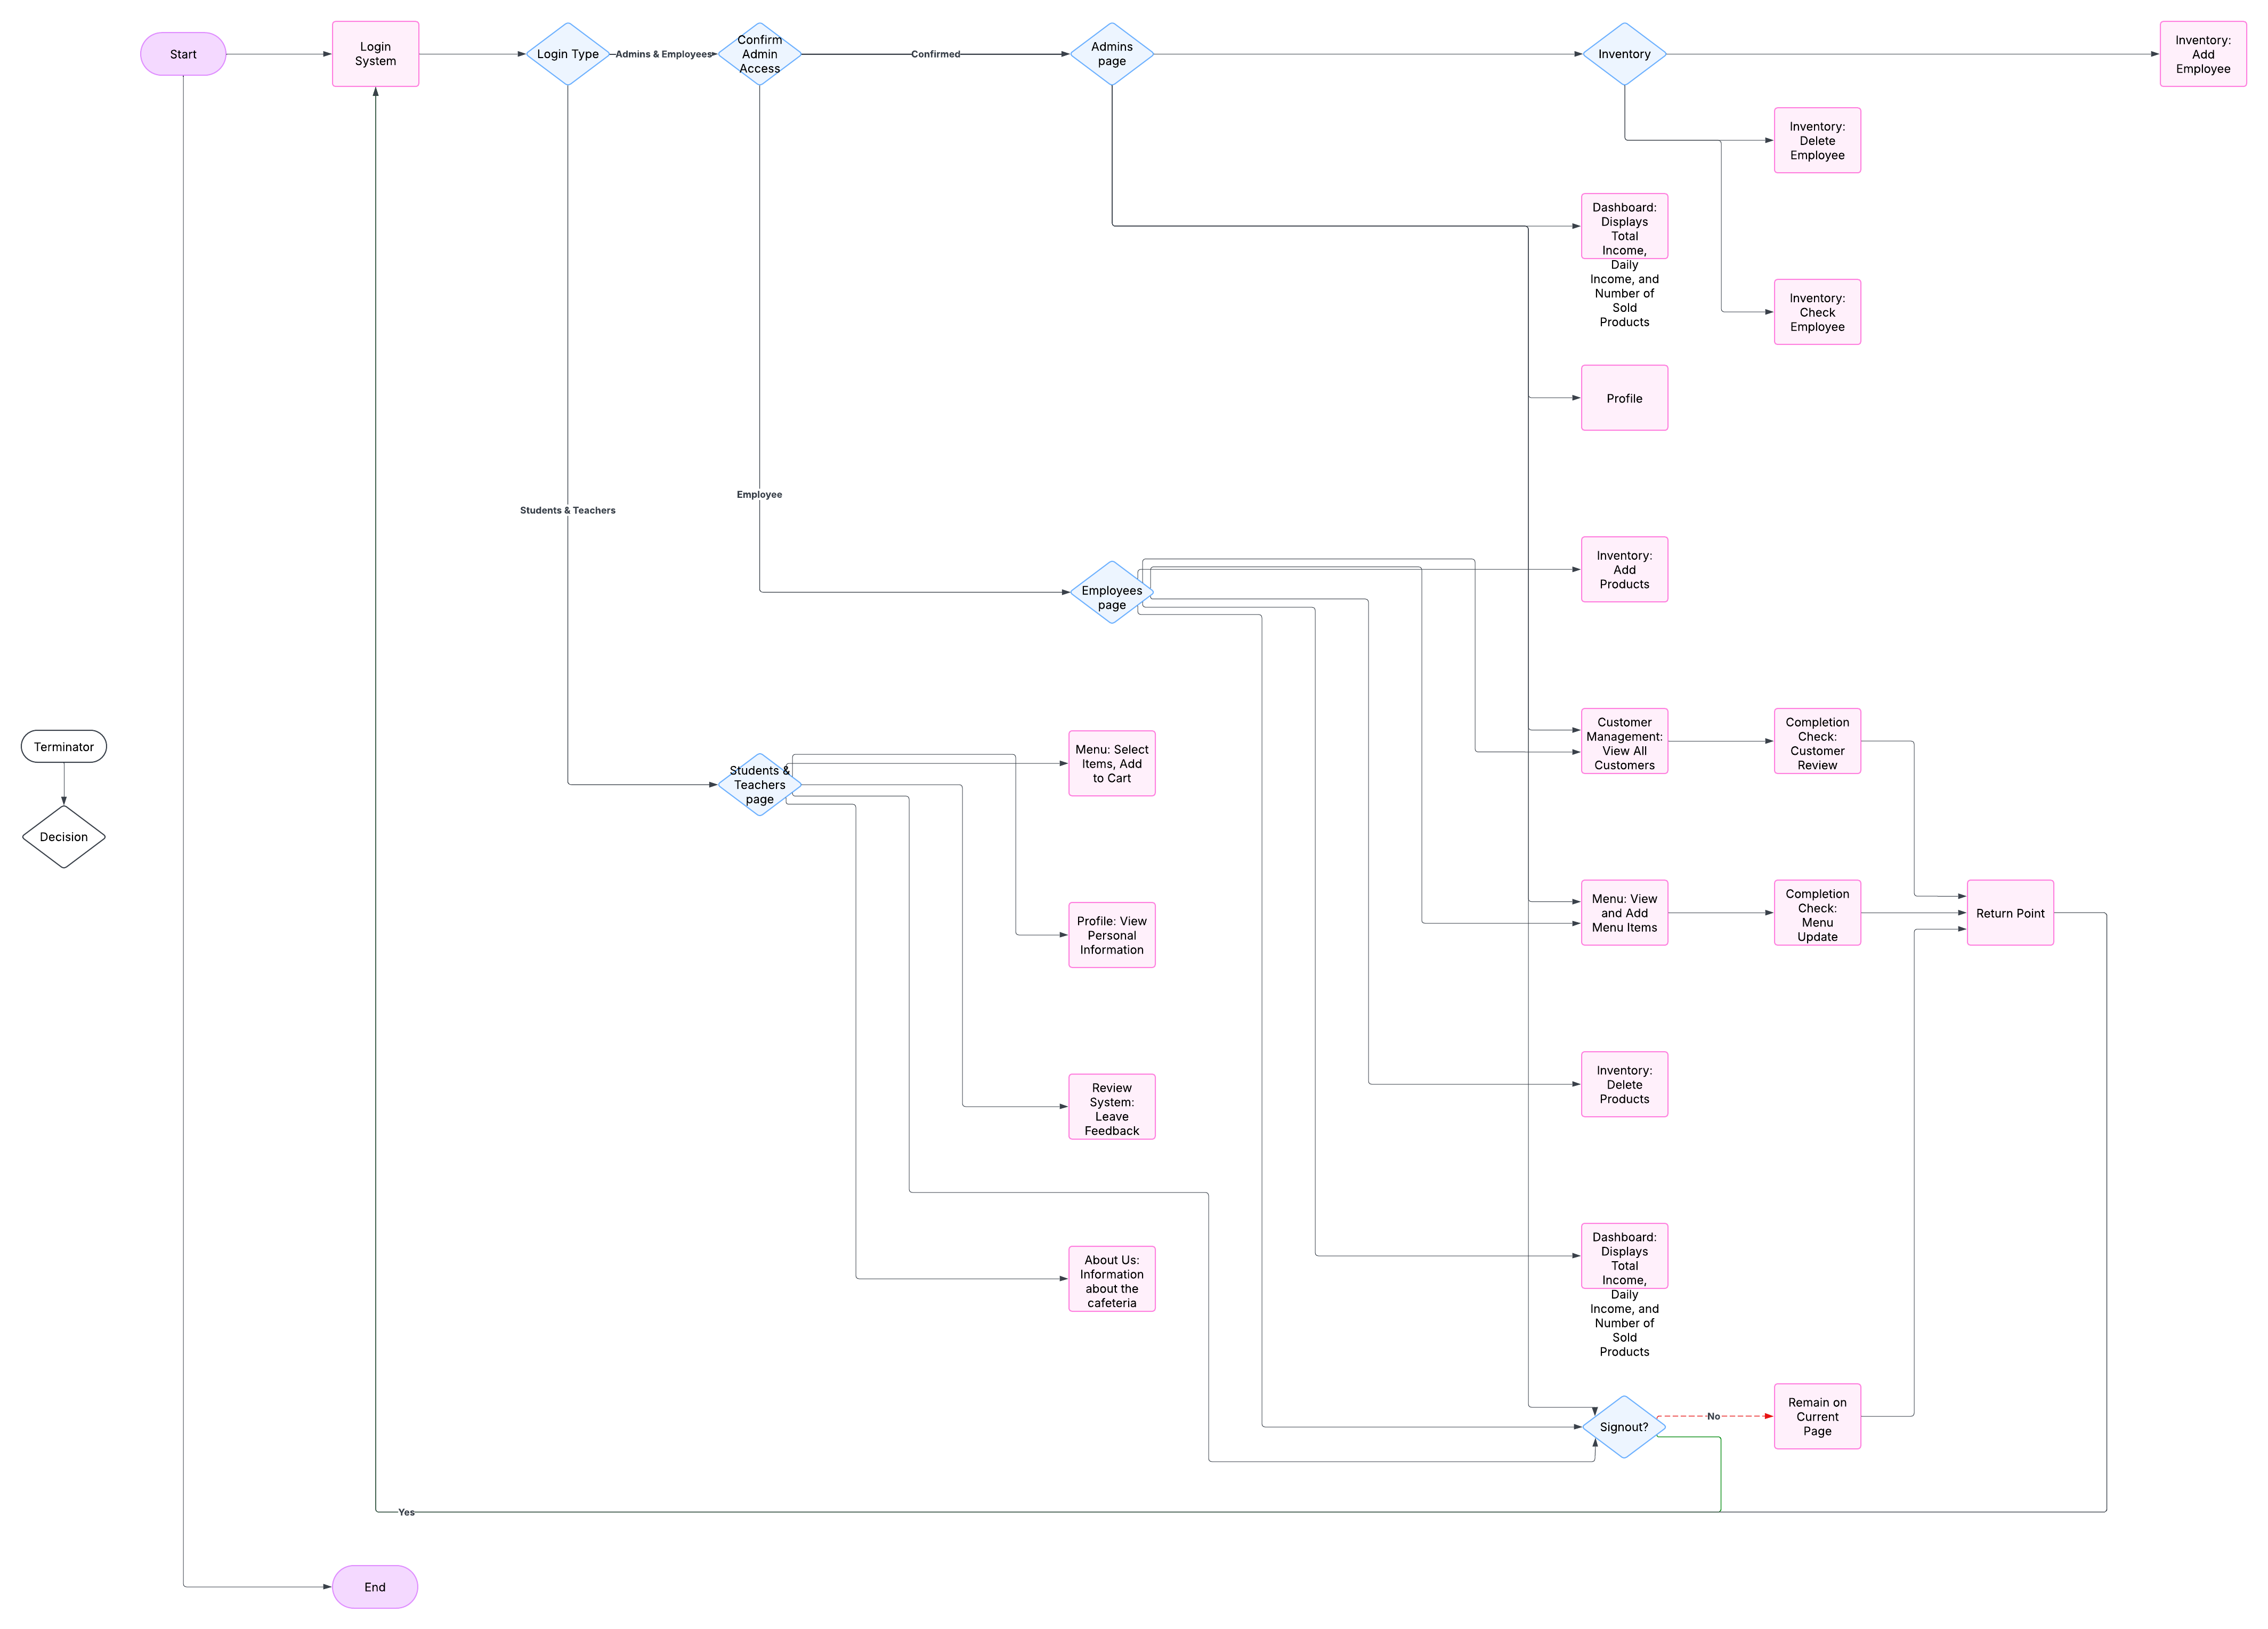 Start
Login
System
Login Type
Admins & Employees
Confirm
Admin
Access
Confirmed
Admins
page
Inventory
Inventory:
Add
Employee
Inventory:
Delete
Employee
Dashboard:
Displays
Total
Income,
Daily
Income, and
Number of
Sold
Products
Inventory:
Check
Employee
Profile
Employee
Students & Teachers
Inventory:
Add
Products
Employees
page
Customer
Management:
View All
Customers
Completion
Check:
Customer
Review
Terminator
Decision
Students &
Teachers
page
Menu: Select
Items, Add
to Cart
Profile: View
Personal
Information
Menu: View
and Add
Menu Items
Completion
Check:
Menu
Update
Return Point
Review
System:
Leave
Feedback
Inventory:
Delete
Products
About Us:
Information
about the
cafeteria
Dashboard:
Displays
Total
Income,
Daily
Income, and
Number of
Sold
Products
Signout?
No
Remain on
Current
Page
Yes
End